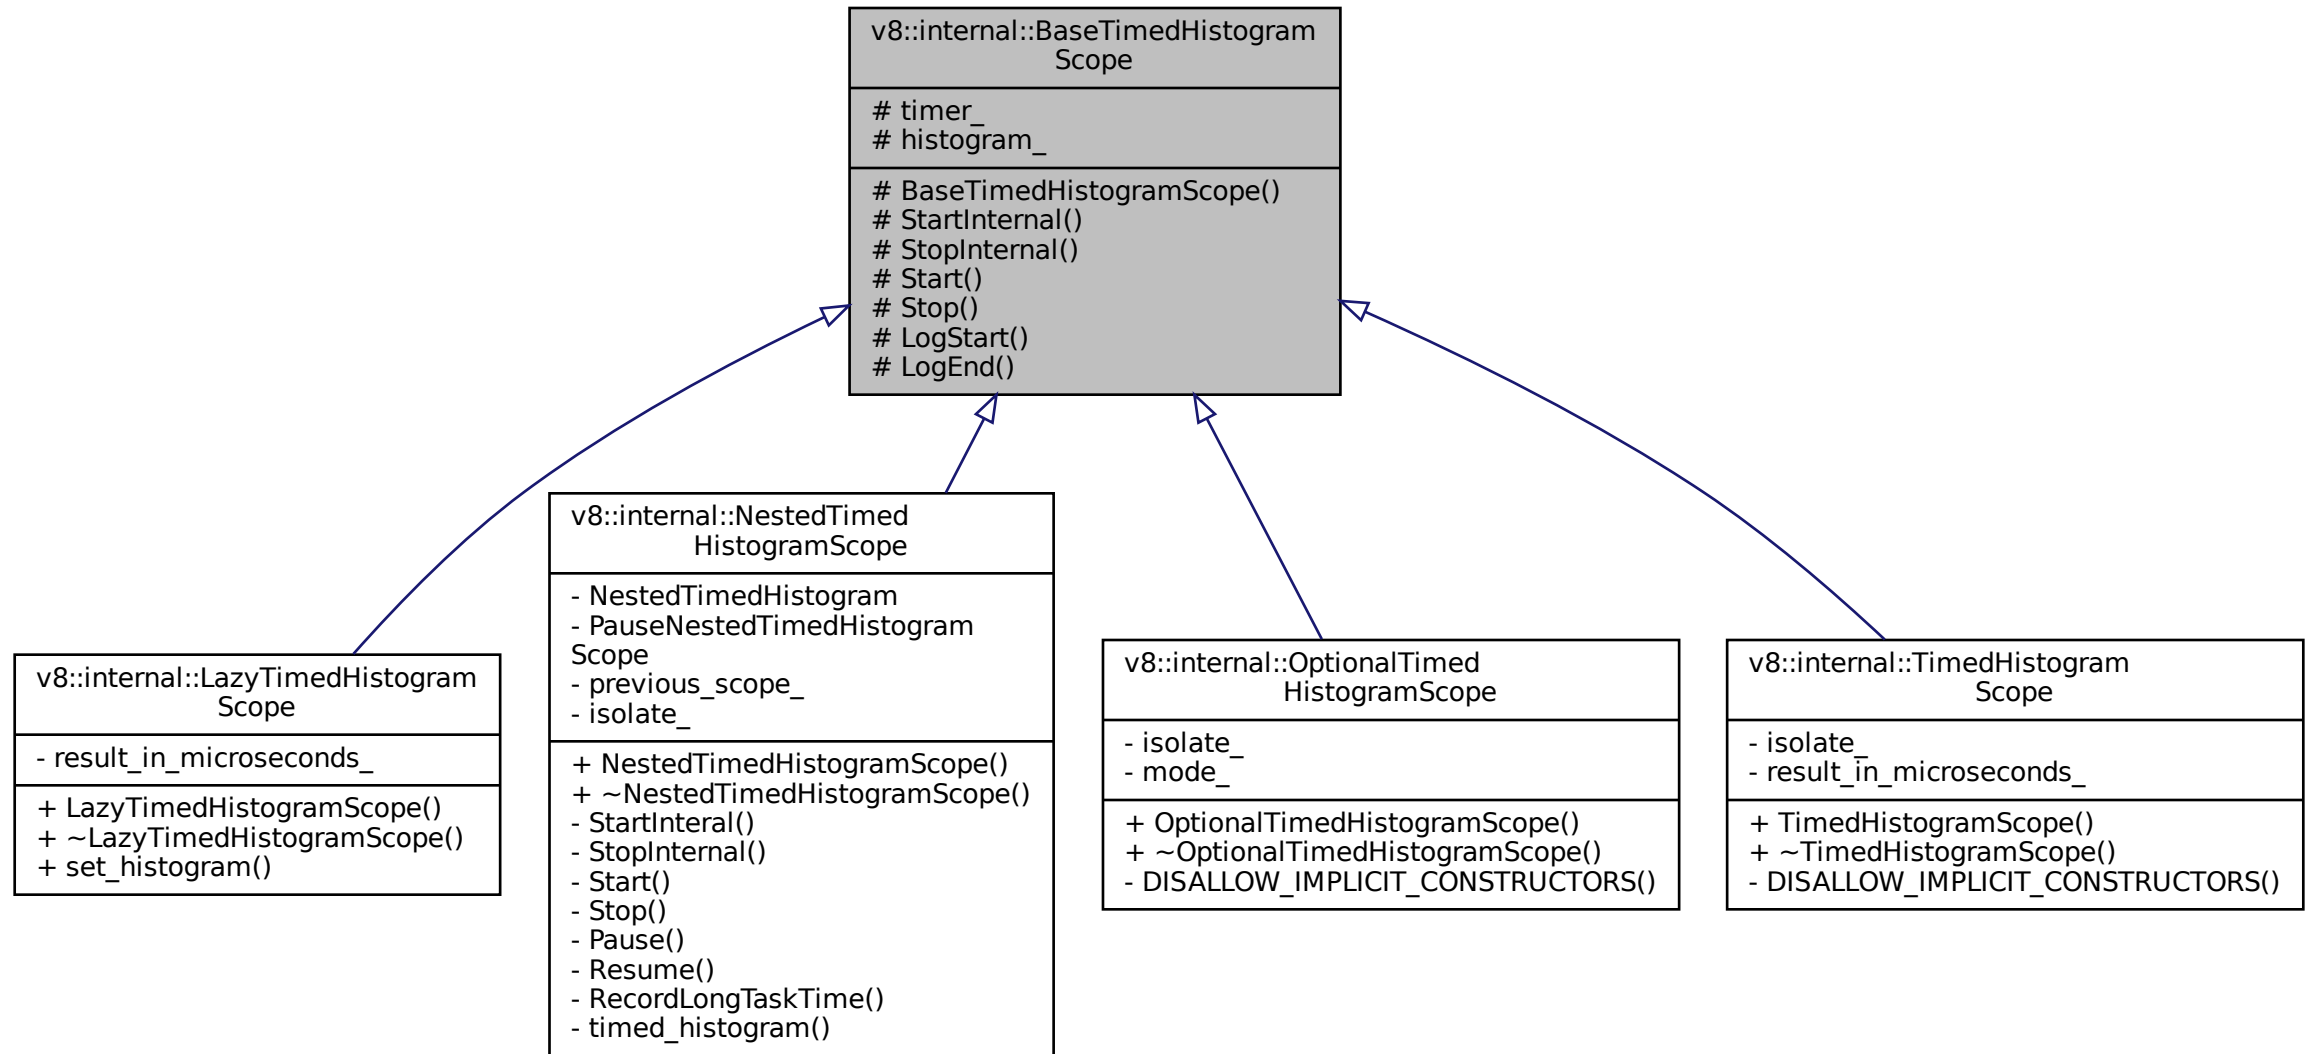 v8::internal::BaseTimedHistogram
Scope
# timer_
# histogram_
# BaseTimedHistogramScope()
# StartInternal()
# StopInternal()
# Start()
# Stop()
# LogStart()
# LogEnd()
v8::internal::LazyTimedHistogram
Scope
- result_in_microseconds_
+ LazyTimedHistogramScope()
+ ~LazyTimedHistogramScope()
+ set_histogram()
v8::internal::NestedTimed
HistogramScope
- NestedTimedHistogram
- PauseNestedTimedHistogram
Scope
- previous_scope_
- isolate_
+ NestedTimedHistogramScope()
+ ~NestedTimedHistogramScope()
- StartInteral()
- StopInternal()
- Start()
- Stop()
- Pause()
- Resume()
- RecordLongTaskTime()
- timed_histogram()
v8::internal::OptionalTimed
HistogramScope
- isolate_
- mode_
+ OptionalTimedHistogramScope()
+ ~OptionalTimedHistogramScope()
- DISALLOW_IMPLICIT_CONSTRUCTORS()
v8::internal::TimedHistogram
Scope
- isolate_
- result_in_microseconds_
+ TimedHistogramScope()
+ ~TimedHistogramScope()
- DISALLOW_IMPLICIT_CONSTRUCTORS()